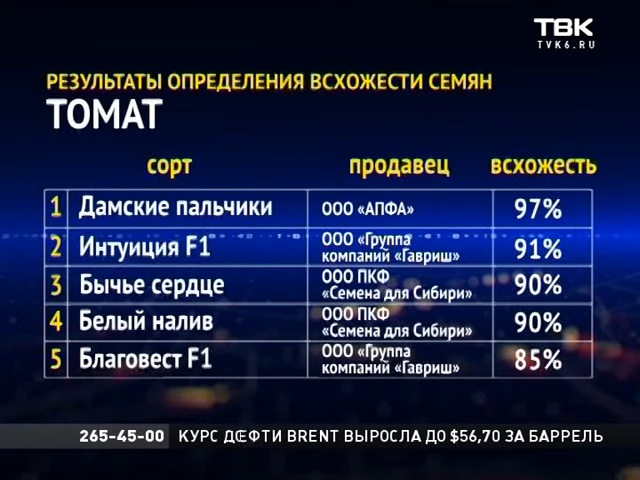 ТВК
TVK6.RU
РЕЗУЛЬТАТЫ ОПРЕДЕЛЕНИЯ ВСХОЖЕСТИ СЕМЯН
ТОМАТ
сорт продавец всхожесть
1 Дамские пальчики ООО «АПФА» 97%
2 Интуиция F1 ООО «Группа компаний «Гавриш» 91%
3 Бычье сердце ООО ПКФ «Семена для Сибири» 90%
4 Белый налив ООО ПКФ «Семена для Сибири» 90%
5 Благовест F1 ООО «Группа компаний «Гавриш» 85%
265-45-00 КУРС ВЫРОСЛА ДО $56,70 ЗА БАРРЕЛЬ